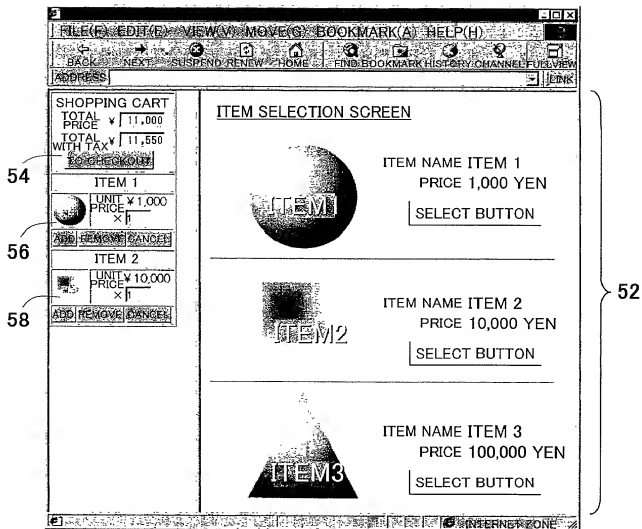 FILE(F) EDIT(E) VIEW(V) MOVE(G) BOOKMARK(A) HELP(H)
BACK NEXT SUSPEND RENEW HOME FIND BOOKMARK HISTORY CHANNEL FULLVIEW
ADDRESS LINK
SHOPPING CART
TOTAL PRICE ¥ 11,000
TOTAL WITH TAX ¥ 11,550
TO CHECKOUT
54
ITEM 1
UNIT PRICE ¥ 1,000
× 1
56
ADD REMOVE CANCEL
ITEM 2
UNIT PRICE ¥ 10,000
× 1
58
ADD REMOVE CANCEL
ITEM SELECTION SCREEN
ITEM1
ITEM NAME ITEM 1
PRICE 1,000 YEN
SELECT BUTTON
52
ITEM2
ITEM NAME ITEM 2
PRICE 10,000 YEN
SELECT BUTTON
ITEM3
ITEM NAME ITEM 3
PRICE 100,000 YEN
SELECT BUTTON
INTERNET ZONE